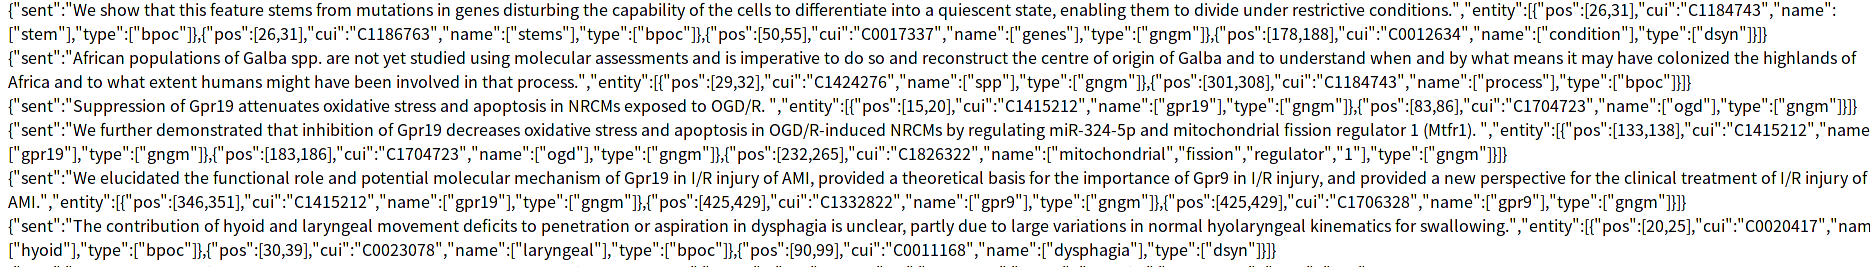 {"sent":"We show that this feature stems from mutations in genes disturbing the capability of the cells to differentiate into a quiescent state, enabling them to divide under restrictive conditions.","entity":[{"pos":[26,31],"cui":"C1184743","name":
["stem"],"type":["bpoc"]},{"pos":[26,31],"cui":"C1186763","name":["stems"],"type":["bpoc"]},{"pos":[50,55],"cui":"C0017337","name":["genes"],"type":["gngm"]},{"pos":[178,188],"cui":"C0012634","name":["condition"],"type":["dsyn"]}]}
{"sent":"African populations of Galba spp. are not yet studied using molecular assessments and is imperative to do so and reconstruct the centre of origin of Galba and to understand when and by what means it may have colonized the highlands of
Africa and to what extent humans might have been involved in that process.","entity":[{"pos":[29,32],"cui":"C1424276","name":["spp"],"type":["gngm"]},{"pos":[301,308],"cui":"C1184743","name":["process"],"type":["bpoc"]}]}
{"sent":"Suppression of Gpr19 attenuates oxidative stress and apoptosis in NRCMs exposed to OGD/R. ","entity":[{"pos":[15,20],"cui":"C1415212","name":["gpr19"],"type":["gngm"]},{"pos":[83,86],"cui":"C1704723","name":["ogd"],"type":["gngm"]}]}
{"sent":"We further demonstrated that inhibition of Gpr19 decreases oxidative stress and apoptosis in OGD/R-induced NRCMs by regulating miR-324-5p and mitochondrial fission regulator 1 (Mtfr1). ","entity":[{"pos":[133,138],"cui":"C1415212","name
["gpr19"],"type":["gngm"]},{"pos":[183,186],"cui":"C1704723","name":["ogd"],"type":["gngm"]},{"pos":[232,265],"cui":"C1826322","name":["mitochondrial","fission","regulator","1"],"type":["gngm"]}]}
{"sent":"We elucidated the functional role and potential molecular mechanism of Gpr19 in I/R injury of AMI, provided a theoretical basis for the importance of Gpr9 in I/R injury, and provided a new perspective for the clinical treatment of I/R injury of
AMI.","entity":[{"pos":[346,351],"cui":"C1415212","name":["gpr19"],"type":["gngm"]},{"pos":[425,429],"cui":"C1332822","name":["gpr9"],"type":["gngm"]},{"pos":[425,429],"cui":"C1706328","name":["gpr9"],"type":["gngm"]}]}
{"sent":"The contribution of hyoid and laryngeal movement deficits to penetration or aspiration in dysphagia is unclear, partly due to large variations in normal hyolaryngeal kinematics for swallowing.","entity":[{"pos":[20,25],"cui":"C0020417","nam
["hyoid"],"type":["bpoc"]},{"pos":[30,39],"cui":"C0023078","name":["laryngeal"],"type":["bpoc"]},{"pos":[90,99],"cui":"C0011168","name":["dysphagia"],"type":["dsyn"]}]}